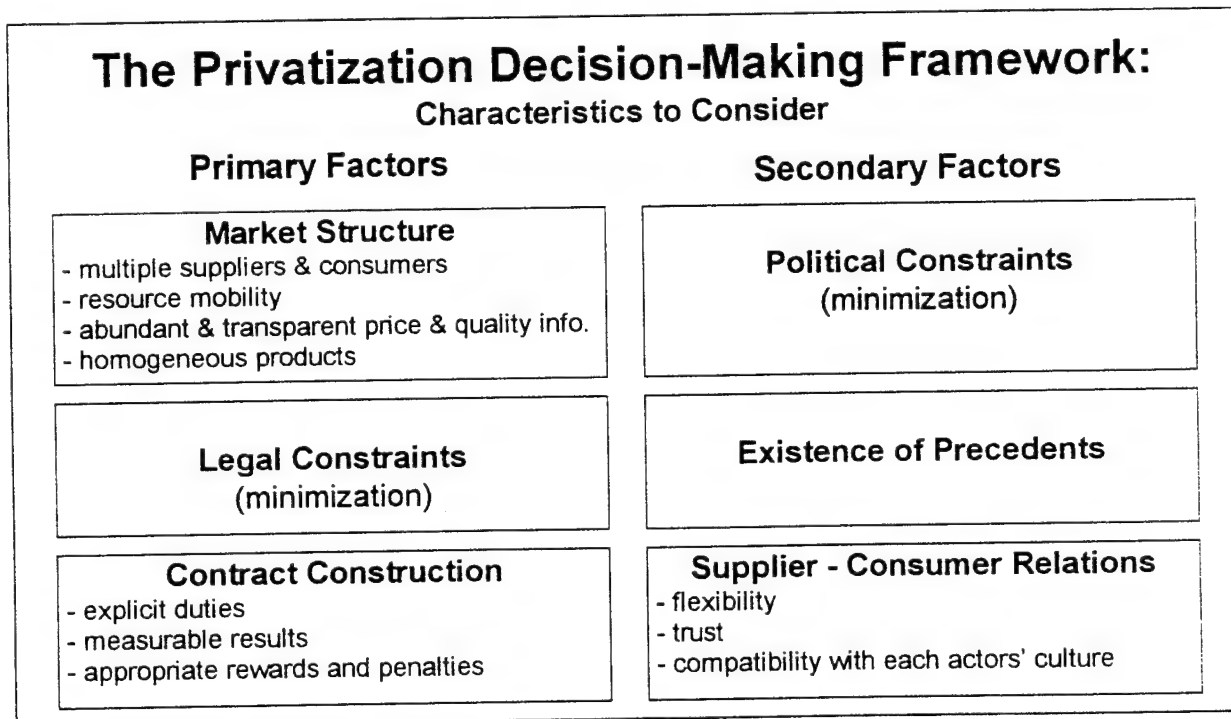 The Privatization Decision-Making Framework:
Characteristics to Consider
Primary Factors
Market Structure
- multiple suppliers & consumers
- resource mobility
- abundant & transparent price & quality info.
- homogeneous products
Legal Constraints
(minimization)
Contract Construction
- explicit duties
- measurable results
- appropriate rewards and penalties
Secondary Factors
Political Constraints
(minimization)
Existence of Precedents
Supplier - Consumer Relations
- flexibility
- trust
- compatibility with each actors' culture